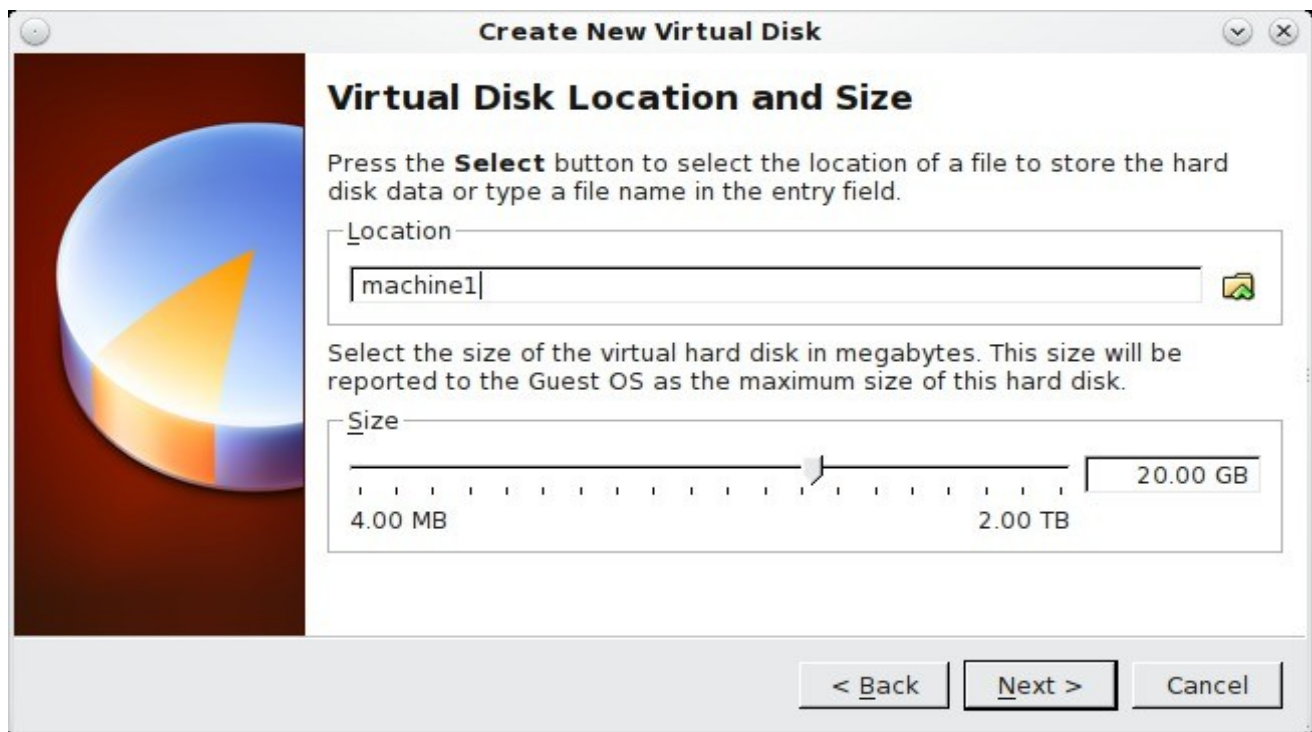 Create New Virtual Disk
Virtual Disk Location and Size
Press the Select button to select the location of a file to store the hard
disk data or type a file name in the entry field.
Location
machine1
Select the size of the virtual hard disk in megabytes. This size will be
reported to the Guest OS as the maximum size of this hard disk.
Size
20.00 GB
4.00 MB 2.00 TB
< Back Next > Cancel